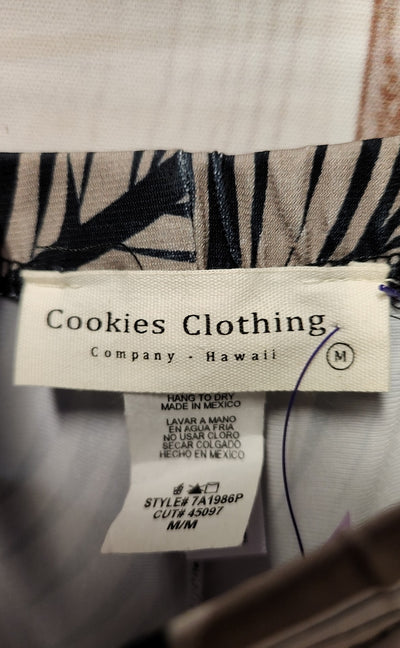 Cookies Clothing
Company - Hawaii
M
HANG TO DRY
MADE IN MEXICO
LAVAR A MANO
EN AGUA FRIA
NO USAR CLORO
SECAR COLGADO
HECHO EN MEXICO
STYLE# 7A1986P
CUT# 45097
M/M